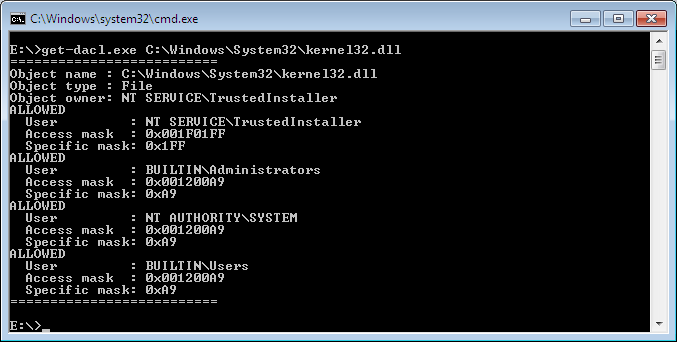 C:\Windows\system32\cmd.exe
E:\>get-dacl.exe C:\Windows\System32\kernel32.dll
==========================
Object name : C:\Windows\System32\kernel32.dll
Object type : File
Object owner: NT SERVICE\TrustedInstaller
ALLOWED
  User         : NT SERVICE\TrustedInstaller
  Access mask  : 0x001F01FF
  Specific mask: 0x1FF
ALLOWED
  User         : BUILTIN\Administrators
  Access mask  : 0x001200A9
  Specific mask: 0xA9
ALLOWED
  User         : NT AUTHORITY\SYSTEM
  Access mask  : 0x001200A9
  Specific mask: 0xA9
ALLOWED
  User         : BUILTIN\Users
  Access mask  : 0x001200A9
  Specific mask: 0xA9
==========================
E:\>_